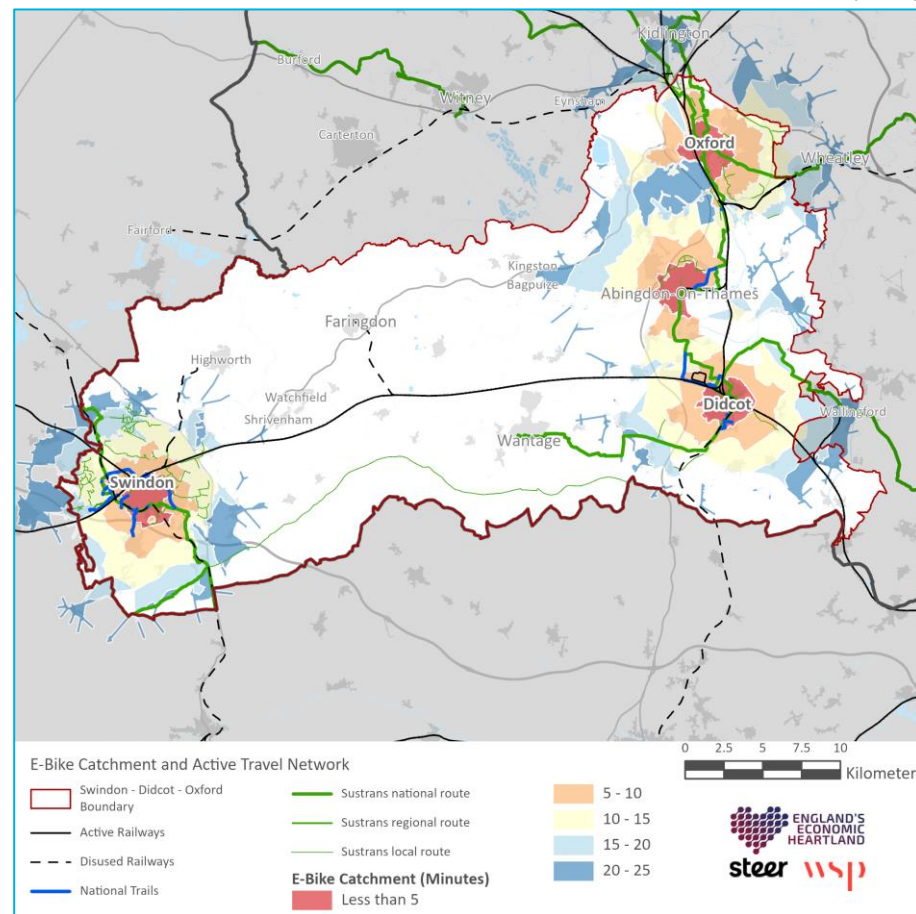 Kidlington
Burford
Witney
Eynsham
Carterton
Oxford
Wheatley
Fairford
Kingston
Bagpuize
Abingdon-On-Thames
Faringdon
Highworth
Watchfield
Shrivenham
Didcot
Wallingford
Wantage
Swindon
0 2.5 5 7.5 10
Kilometer
E-Bike Catchment and Active Travel Network
Swindon - Didcot - Oxford
Boundary
Active Railways
Disused Railways
National Trails
Sustrans national route
Sustrans regional route
Sustrans local route
E-Bike Catchment (Minutes)
Less than 5
5 - 10
10 - 15
15 - 20
20 - 25
ENGLAND'S
ECONOMIC
HEARTLAND
steer wsp